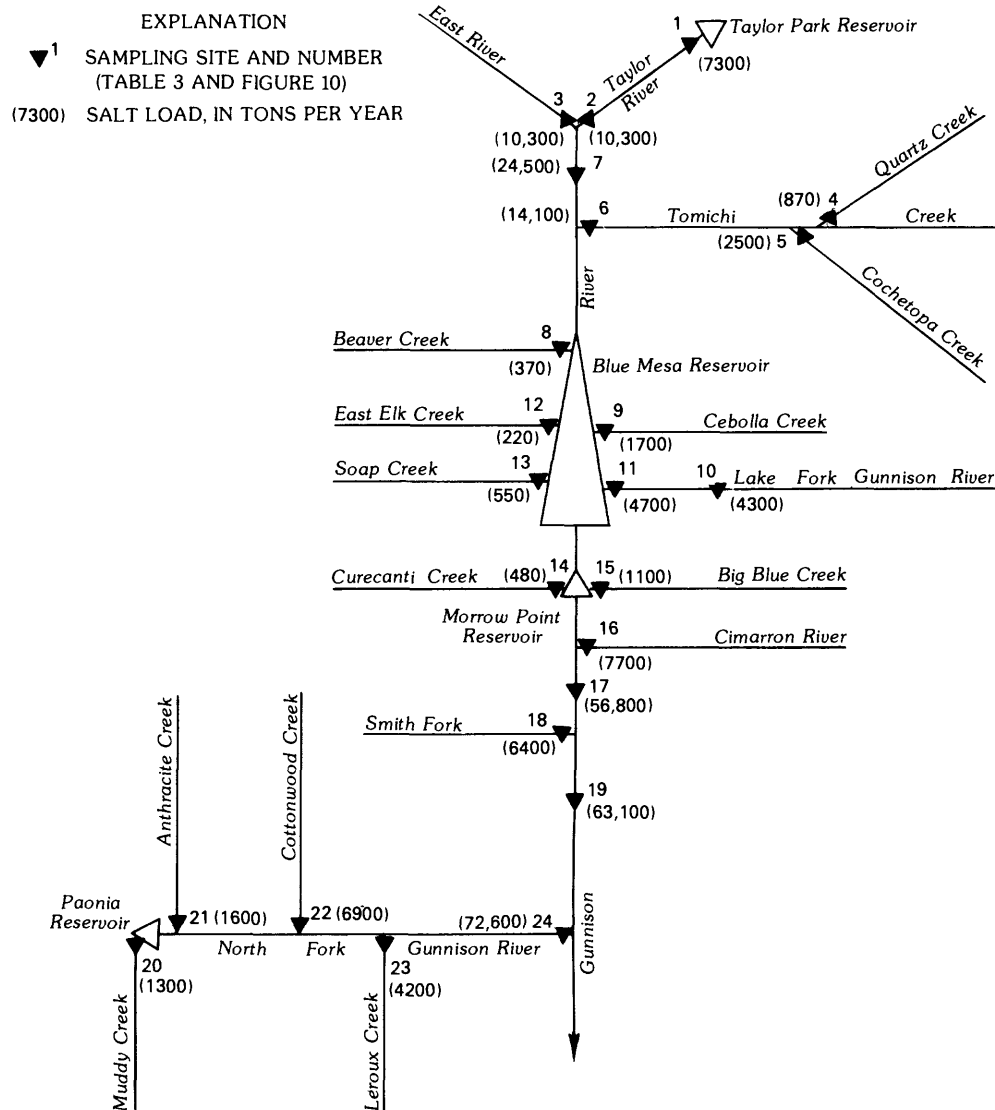 EXPLANATION
1 SAMPLING SITE AND NUMBER
(TABLE 3 AND FIGURE 10)
(7300) SALT LOAD, IN TONS PER YEAR
East River
1
Taylor Park Reservoir
(7300)
Taylor
River
3 2
(10,300) (10,300)
(24,500) 7
Quartz Creek
(870) 4
(14,100) 6
Tomichi Creek
(2500) 5
Cochetopa Creek
River
Beaver Creek 8
(370)
Blue Mesa Reservoir
East Elk Creek 12
(220)
9 Cebolla Creek
(1700)
Soap Creek 13
(550)
11 10 Lake Fork Gunnison River
(4700) (4300)
Curecanti Creek (480) 14
15 (1100) Big Blue Creek
Morrow Point
Reservoir
16 Cimarron River
(7700)
17
(56,800)
Smith Fork 18
(6400)
19
(63,100)
Anthracite Creek
Cottonwood Creek
Paonia
Reservoir
21 (1600) 22 (6900) (72,600) 24
North Fork Gunnison River
Gunnison
20
(1300)
23
(4200)
Muddy Creek
Leroux Creek